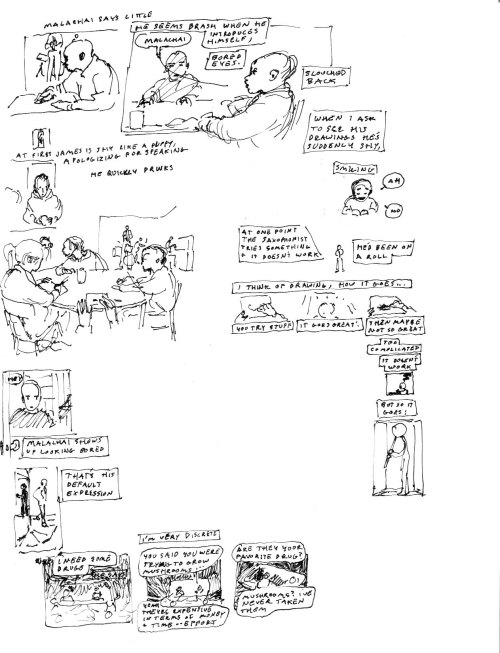 MALACHAI SAYS LITTLE
HE SEEMS BRASH WHEN HE
INTRODUCES
HIMSELF,
MALACHAI
BORED
EYES.
SLOUCHED
BACK
WHEN I ASK
TO SEE HIS
DRAWINGS HE'S
SUDDENLY SHY,
AT FIRST JAMES IS SHY LIKE A PUPPY,
APOLOGIZING FOR SPEAKING
HE QUICKLY DRINKS
SMILING
AH
NO
AT ONE POINT
THE SAXOPHONIST
TRIES SOMETHING
+ IT DOESN'T WORK
HE'D BEEN ON
A ROLL.
I THINK OF DRAWING, HOW IT GOES...
YOU TRY STUFF
IT GOES GREAT!
THEN MAYBE
NOT SO GREAT
TOO
COMPLICATED
IT DOESN'T
WORK
BUT SO IT
GOES!
HEY
MALACHAI SHOWS
UP LOOKING BORED
THAT'S HIS
DEFAULT
EXPRESSION
I NEED SOME
DRUGS
I'M VERY DISCRETE
YOU SAID YOU WERE
TRYING TO GROW
MUSHROOMS
YEAH
THEY'RE EXPENSIVE
IN TERMS OF MONEY
+ TIME -- EFFORT
ARE THEY YOUR
FAVORITE DRUG?
MUSHROOMS? I'VE
NEVER TAKEN
THEM